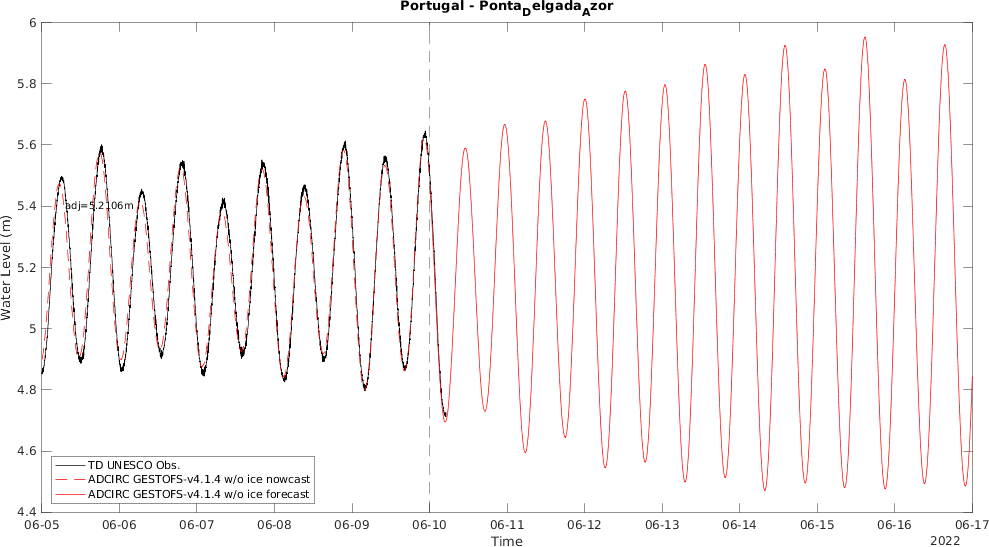 Portugal - PontaDelgadaAzor
6
5.8
5.6
5.4
5.2
5
4.8
4.6
4.4
Water Level (m)
adj=5.2106m
TD UNESCO Obs.
ADCIRC GESTOFS-v4.1.4 w/o ice nowcast
ADCIRC GESTOFS-v4.1.4 w/o ice forecast
06-05 06-06 06-07 06-08 06-09 06-10 06-11 06-12 06-13 06-14 06-15 06-16 06-17
Time
2022